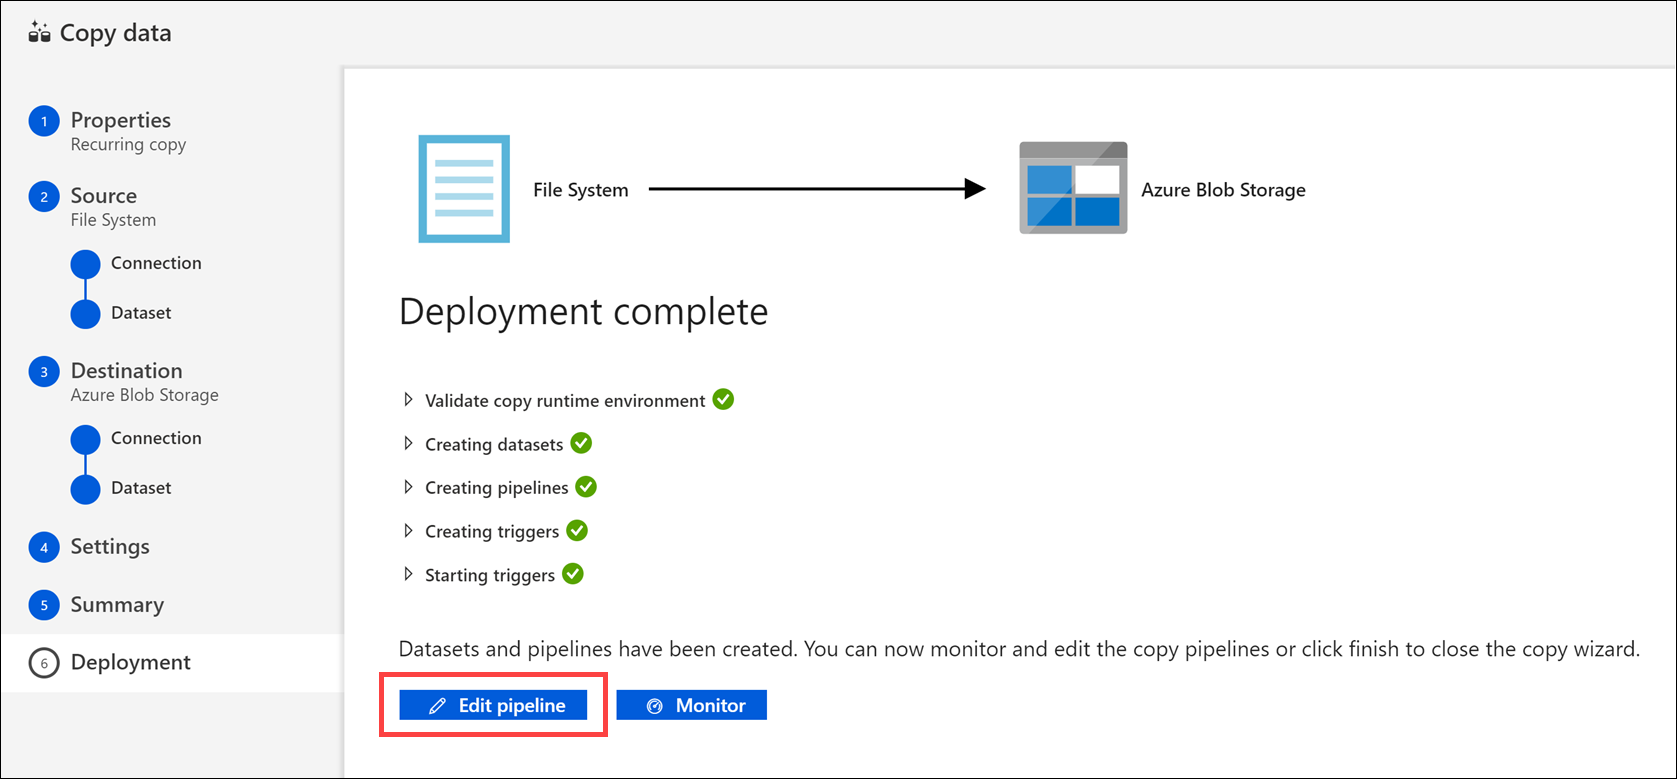 Copy data
1 Properties
Recurring copy
2 Source
File System
Connection
Dataset
3 Destination
Azure Blob Storage
Connection
Dataset
4 Settings
5 Summary
6 Deployment
File System
Azure Blob Storage
Deployment complete
Validate copy runtime environment
Creating datasets
Creating pipelines
Creating triggers
Starting triggers
Datasets and pipelines have been created. You can now monitor and edit the copy pipelines or click finish to close the copy wizard.
Edit pipeline
Monitor